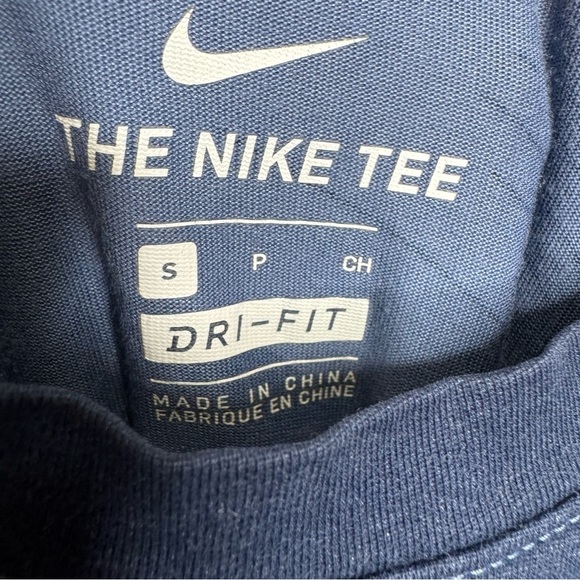 THE NIKE TEE
S P CH
DRI-FIT
MADE IN CHINA
FABRIQUE EN CHINE